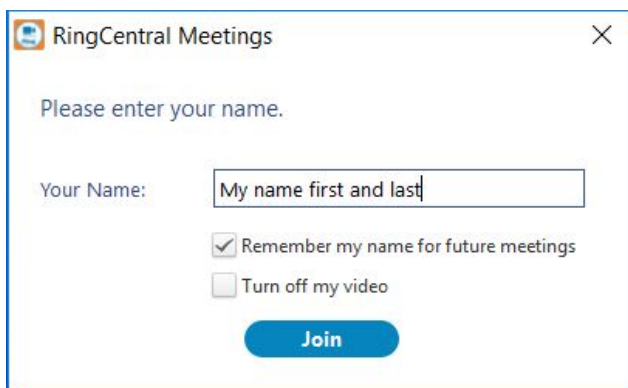 RingCentral Meetings
Please enter your name.
Your Name: My name first and last
Remember my name for future meetings
Turn off my video
Join